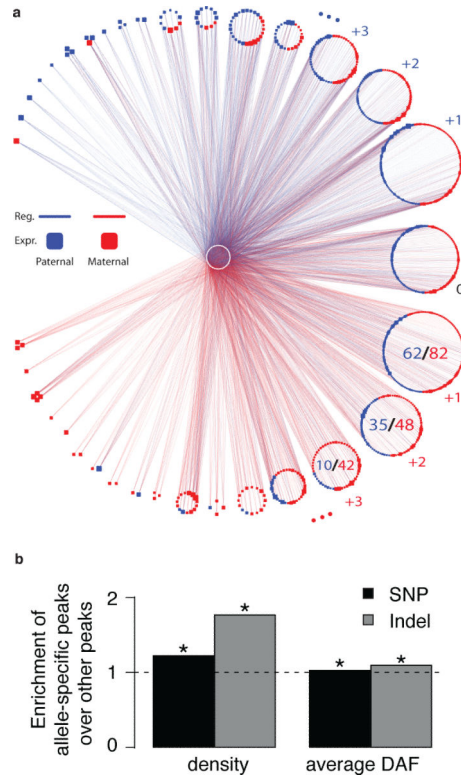 a
+3
+2
+1
0
Reg.
Expr.
Paternal Maternal
62/82
+1
35/48
+2
10/42
+3
b
Enrichment of
allele-specific peaks
over other peaks
2
1
0
SNP
Indel
*
*
*
*
density
average DAF